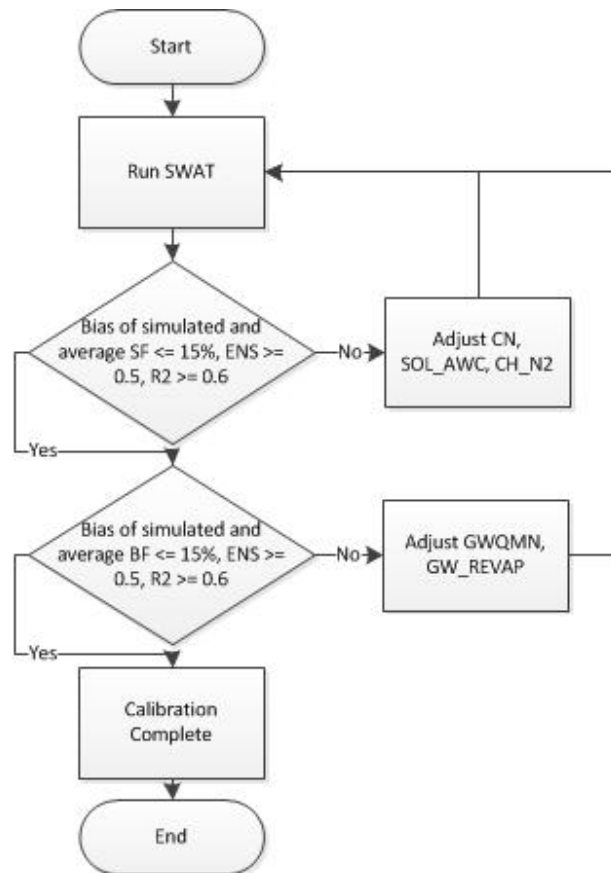 Start
Run SWAT
Bias of simulated and
average SF <= 15%, ENS >=
0.5, R2 >= 0.6
No
Adjust CN,
SOL_AWC, CH_N2
Yes
Bias of simulated and
average BF <= 15%, ENS >=
0.5, R2 >= 0.6
No
Adjust GWQMN,
GW_REVAP
Yes
Calibration
Complete
End